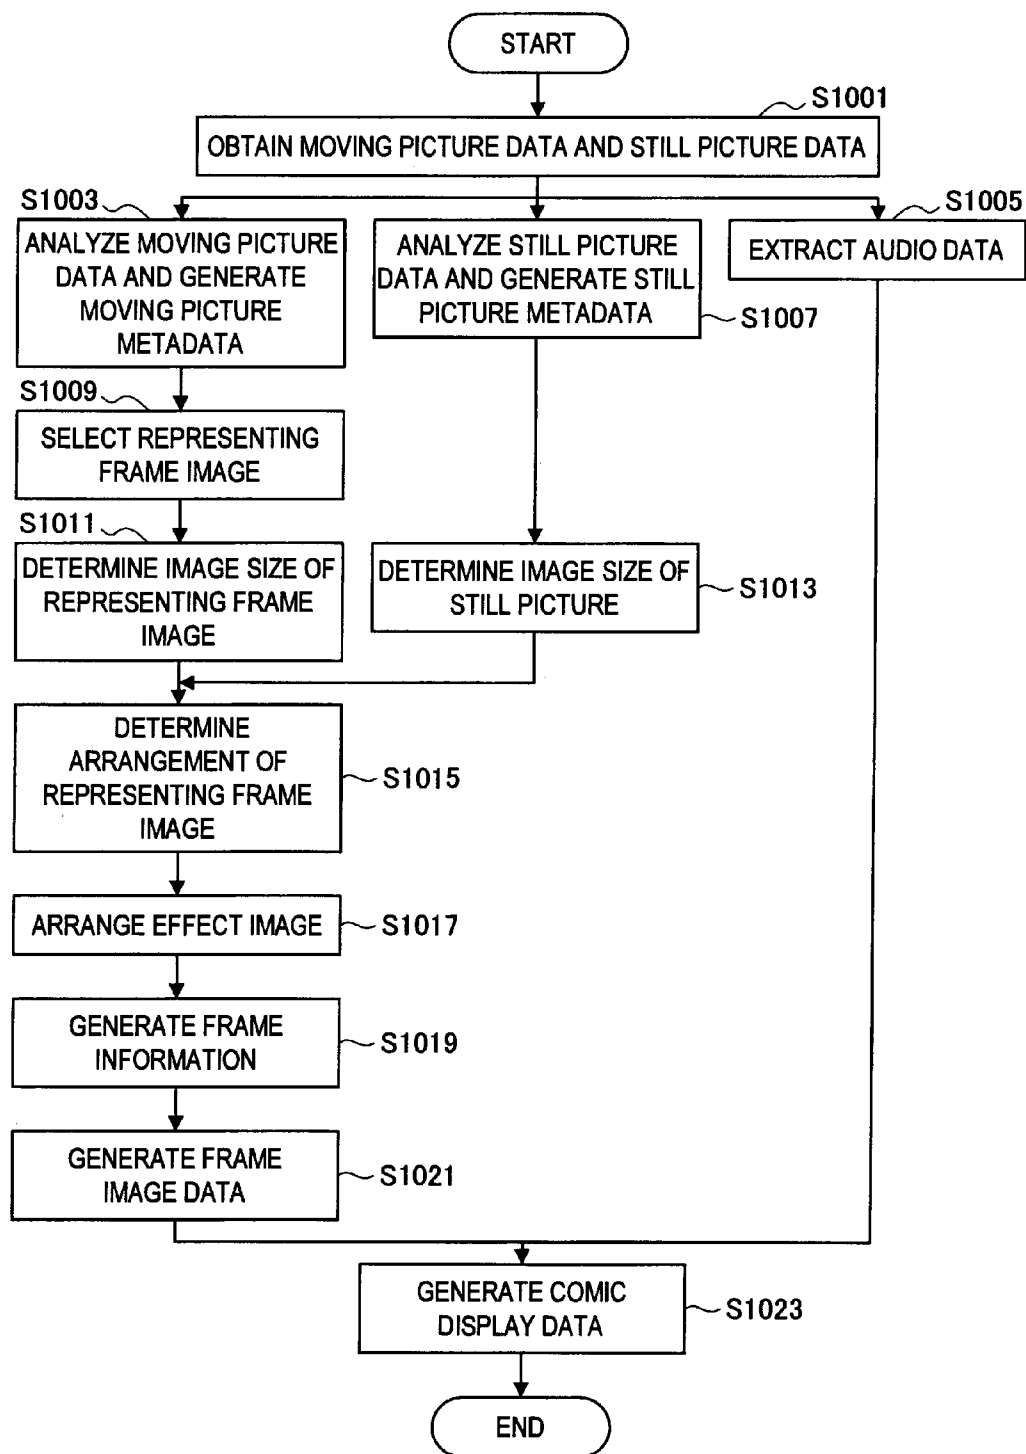 START
S1001
OBTAIN MOVING PICTURE DATA AND STILL PICTURE DATA
S1003
ANALYZE MOVING PICTURE
DATA AND GENERATE
MOVING PICTURE
METADATA
ANALYZE STILL PICTURE
DATA AND GENERATE STILL
PICTURE METADATA
S1007
S1005
EXTRACT AUDIO DATA
S1009
SELECT REPRESENTING
FRAME IMAGE
S1011
DETERMINE IMAGE SIZE OF
REPRESENTING FRAME
IMAGE
DETERMINE IMAGE SIZE OF
STILL PICTURE
S1013
DETERMINE
ARRANGEMENT OF
REPRESENTING FRAME
IMAGE
S1015
ARRANGE EFFECT IMAGE
S1017
GENERATE FRAME
INFORMATION
S1019
GENERATE FRAME
IMAGE DATA
S1021
GENERATE COMIC
DISPLAY DATA
S1023
END